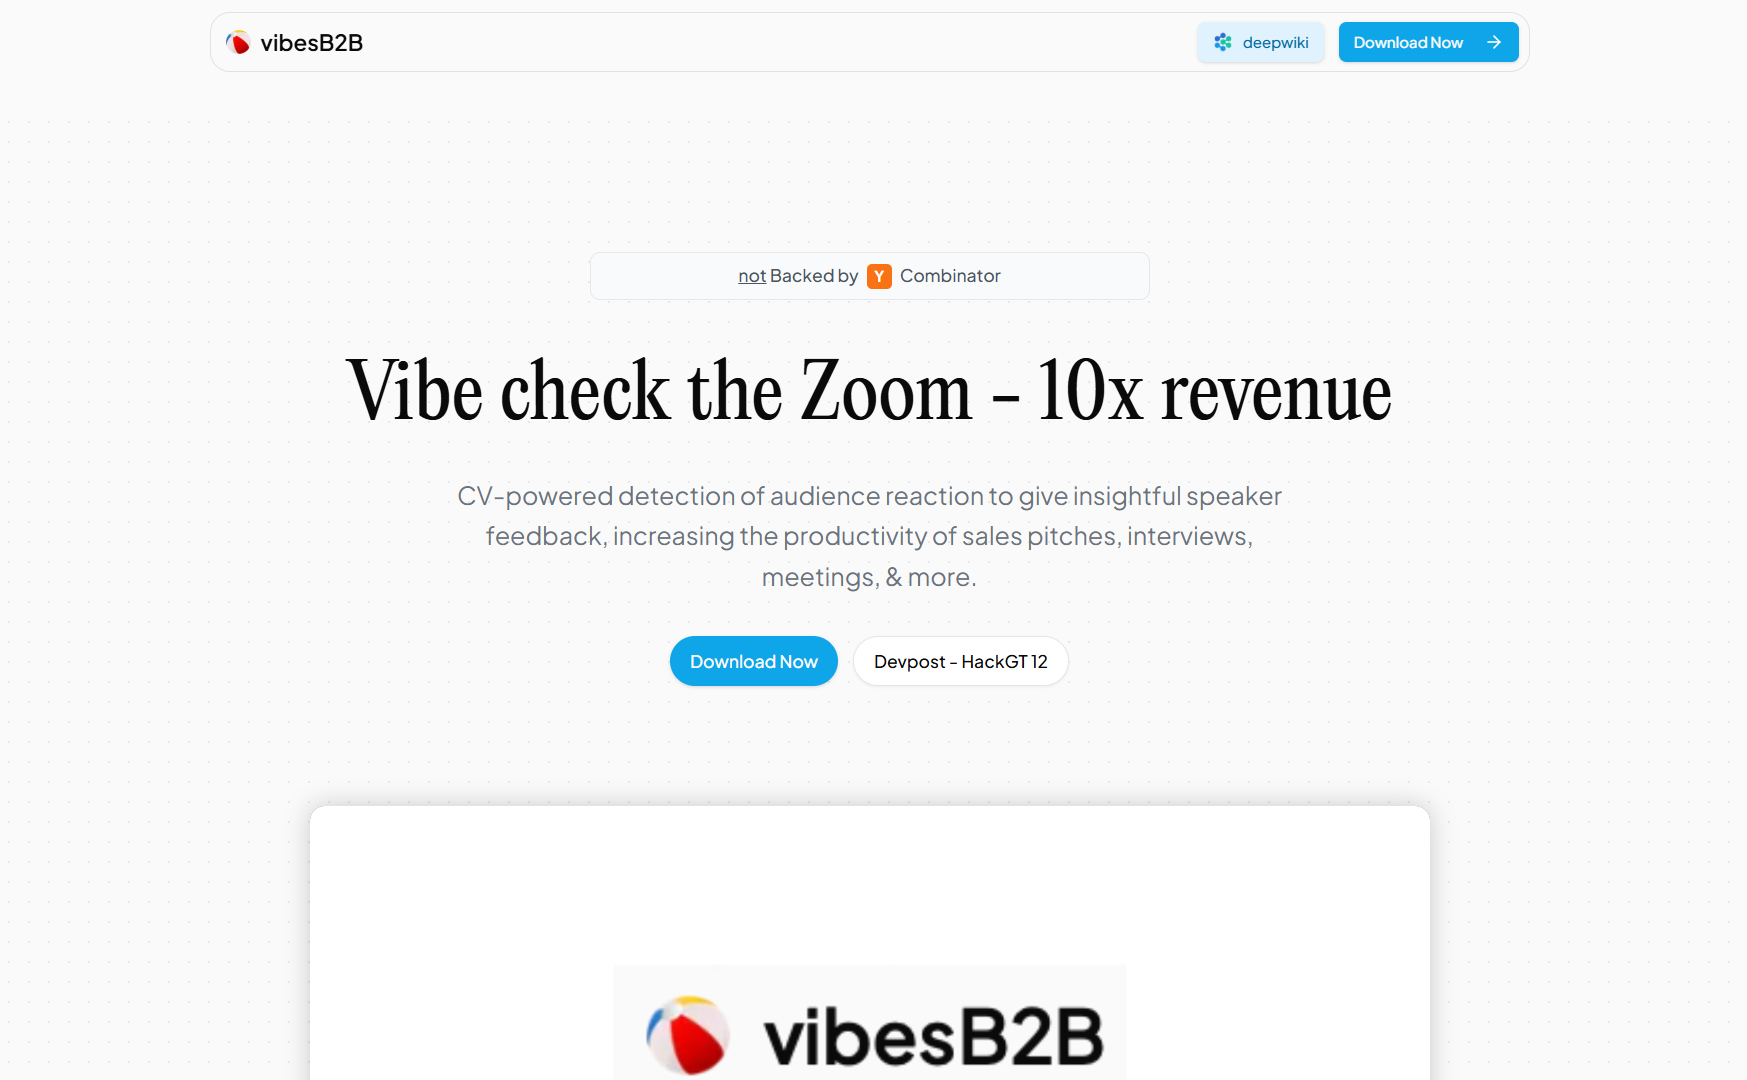 vibesB2B
deepwiki
Download Now
not Backed by Y Combinator
Vibe check the Zoom - 10x revenue
CV-powered detection of audience reaction to give insightful speaker
feedback, increasing the productivity of sales pitches, interviews,
meetings, & more.
Download Now
Devpost - HackGT 12
vibesB2B